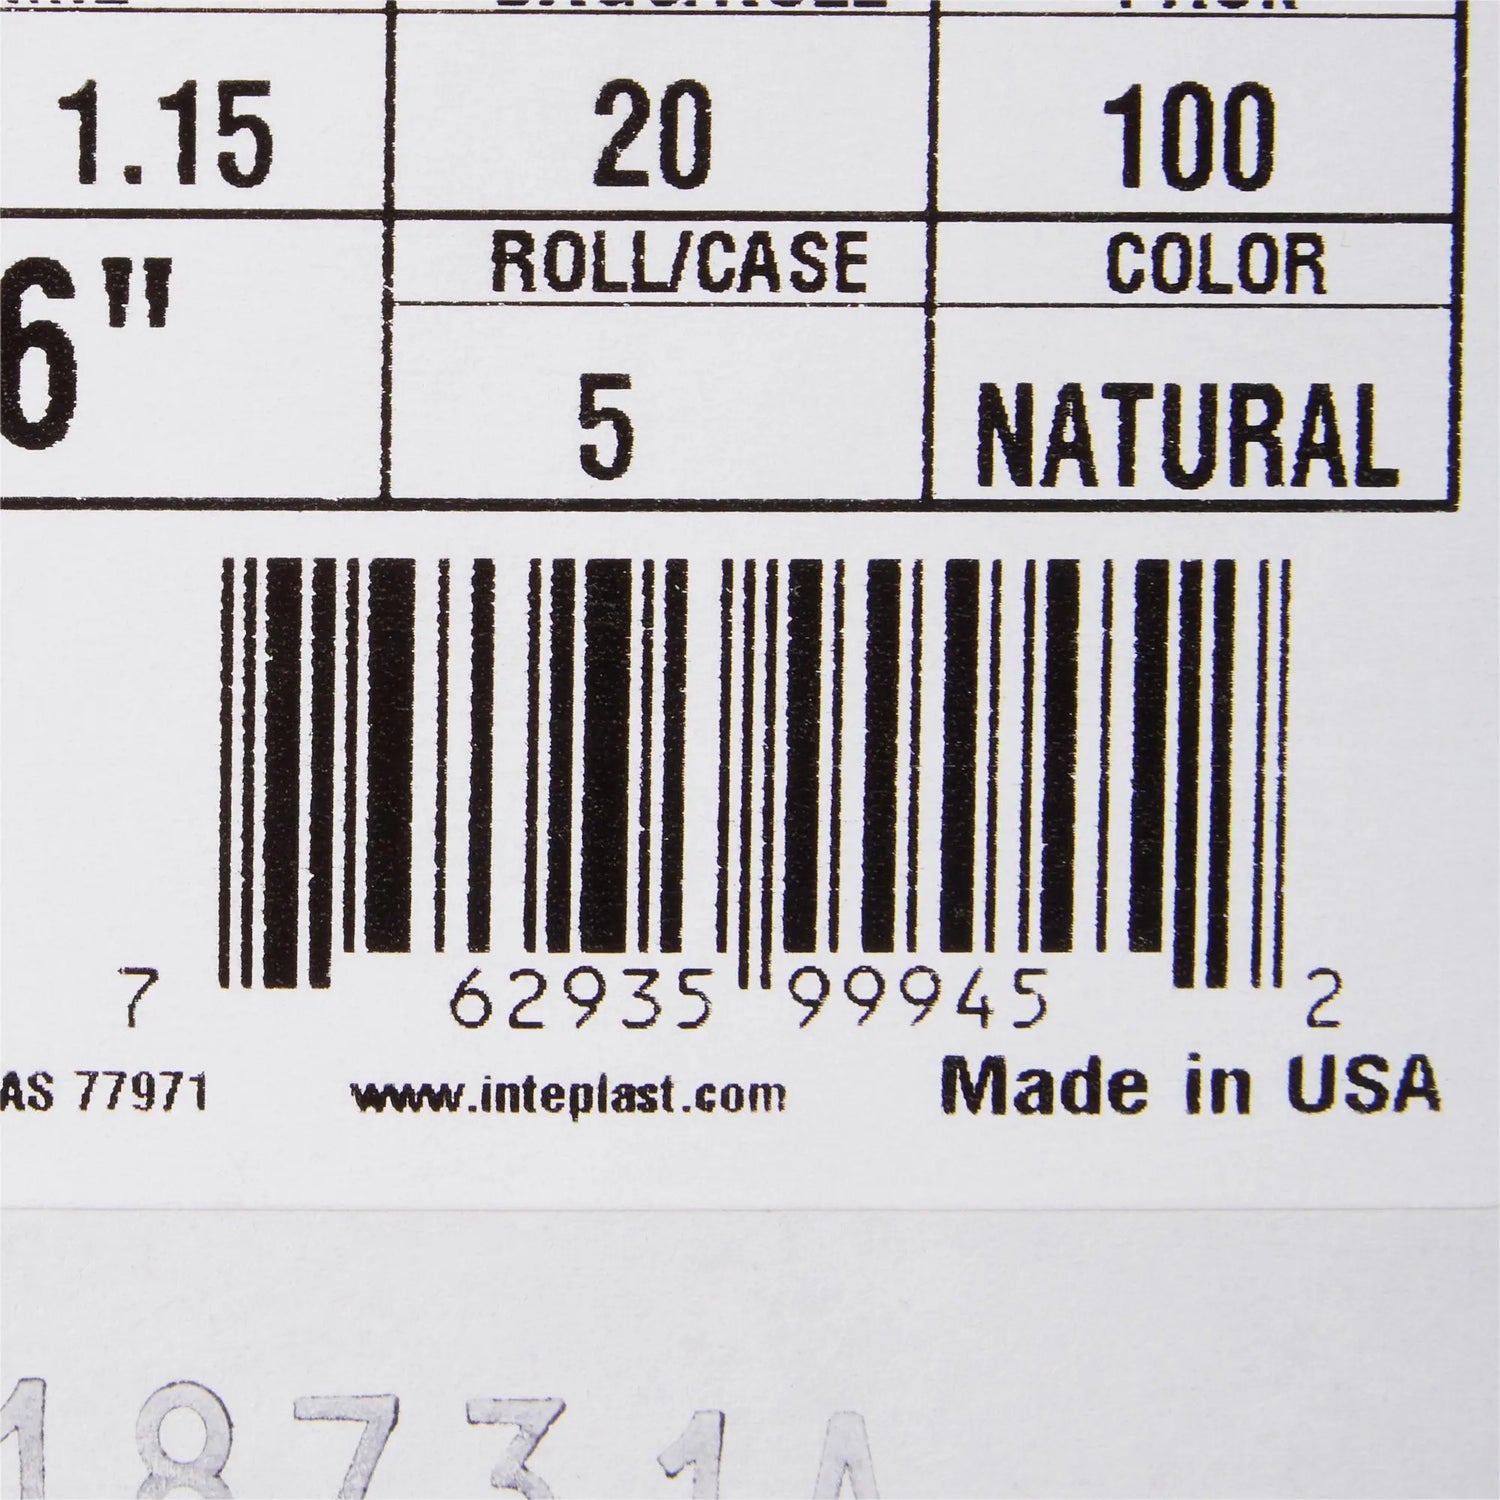 1.15 20 100
ROLL/CASE COLOR
6" 5 NATURAL
7 62935 99945 2
AS 77971 www.inteplast.com Made in USA
18731A